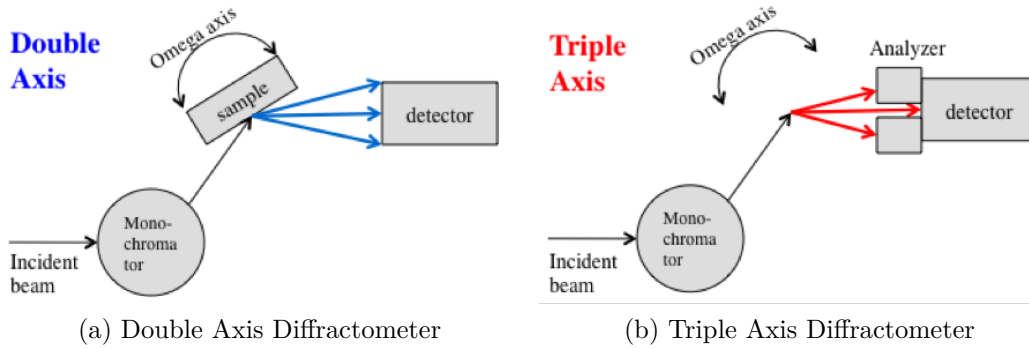 Double
Axis
Omega axis
sample
detector
Mono-
chroma
tor
Incident
beam
(a) Double Axis Diffractometer
Triple
Axis
Omega axis
Analyzer
detector
Mono-
chroma
tor
Incident
beam
(b) Triple Axis Diffractometer